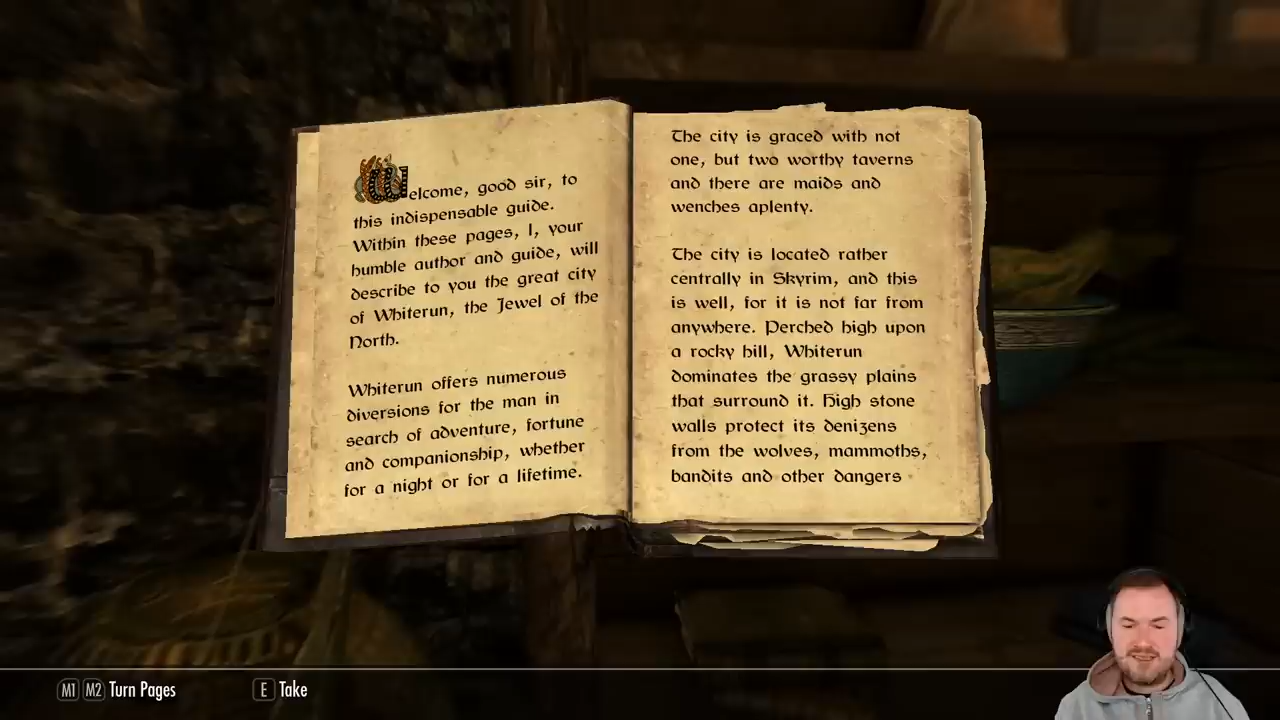 Welcome, good sir, to
this indispensable guide.
Within these pages, I, your
humble author and guide, will
describe to you the great city
of Whiterun, the Jewel of the
North.
Whiterun offers numerous
diversions for the man in
search of adventure, fortune
and companionship, whether
for a night or for a lifetime.
The city is graced with not
one, but two worthy taverns
and there are maids and
wenches aplenty.
The city is located rather
centrally in Skyrim, and this
is well, for it is not far from
anywhere. Perched high upon
a rocky hill, Whiterun
dominates the grassy plains
that surround it. High stone
walls protect its denizens
from the wolves, mammoths,
bandits and other dangers
M1 M2 Turn Pages
E Take